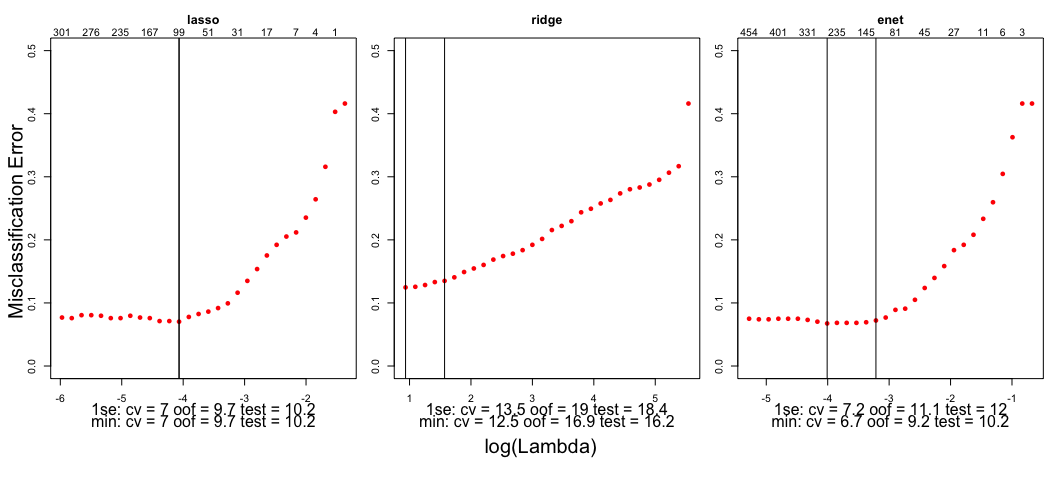 lasso
301 276 235 167 99 51 31 17 7 4 1
ridge
enet
454 401 331 235 145 81 45 27 11 6 3
Misclassification Error
0.5
0.4
0.3
0.2
0.1
0.0
-6 -5 -4 -3 -2
1se: cv = 7 oof = 9.7 test = 10.2
min: cv = 7 oof = 9.7 test = 10.2
0.5
0.4
0.3
0.2
0.1
0.0
1 2 3 4 5
1se: cv = 13.5 oof = 19 test = 18.4
min: cv = 12.5 oof = 16.9 test = 16.2
0.5
0.4
0.3
0.2
0.1
0.0
-5 -4 -3 -2 -1
1se: cv = 7.2 oof = 11.1 test = 12
min: cv = 6.7 oof = 9.2 test = 10.2
log(Lambda)